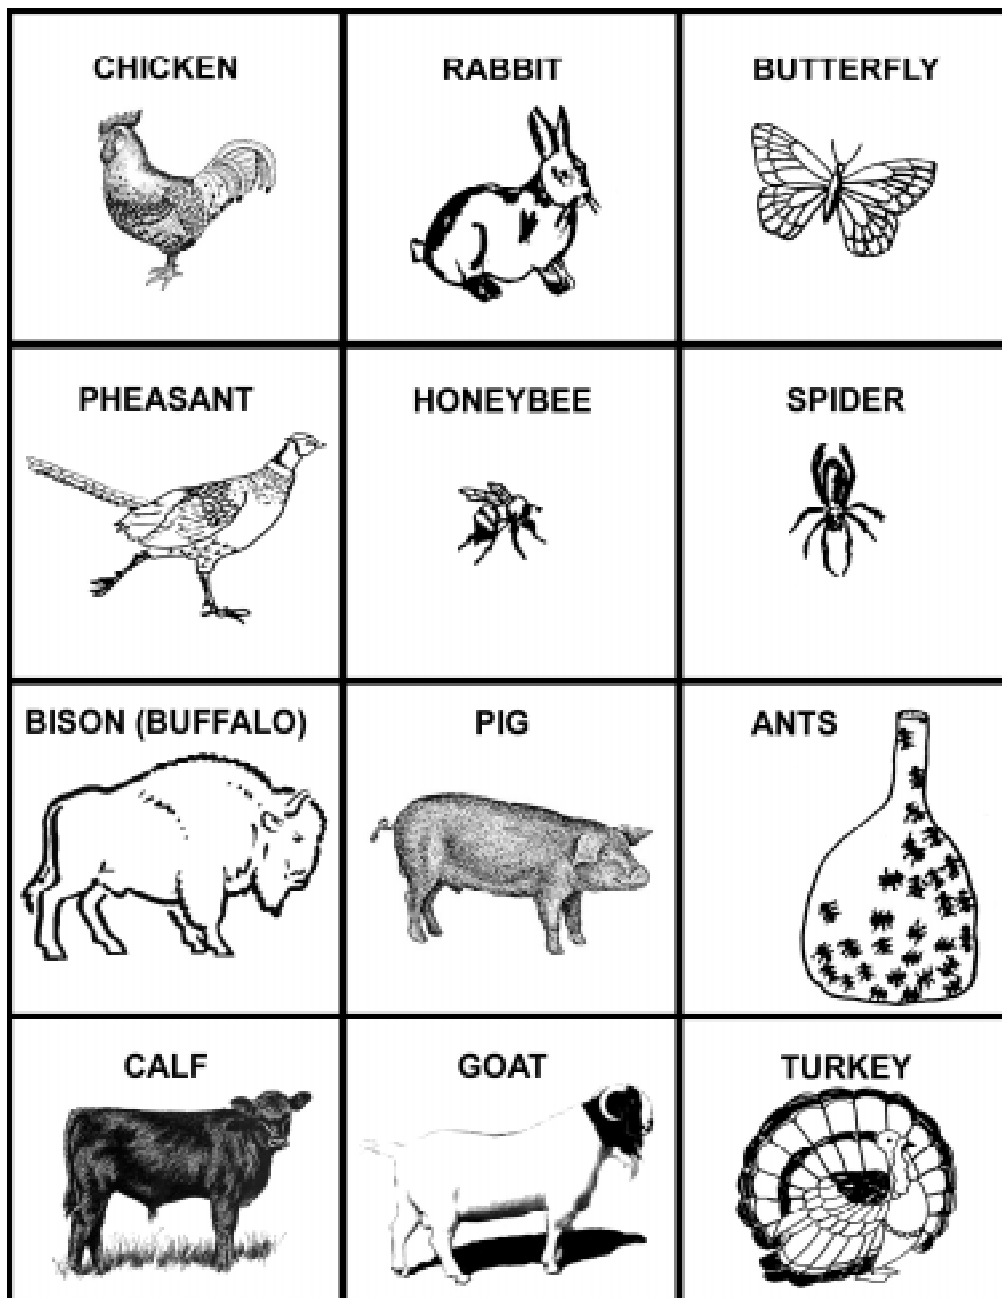 CHICKEN
RABBIT
BUTTERFLY
PHEASANT
HONEYBEE
SPIDER
BISON (BUFFALO)
PIG
ANTS
CALF
GOAT
TURKEY